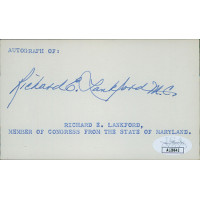 AUTOGRAPH OF:
Richard E. Lankford M.C.
RICHARD E. LANKFORD,
MEMBER OF CONGRESS FROM THE STATE OF MARYLAND.